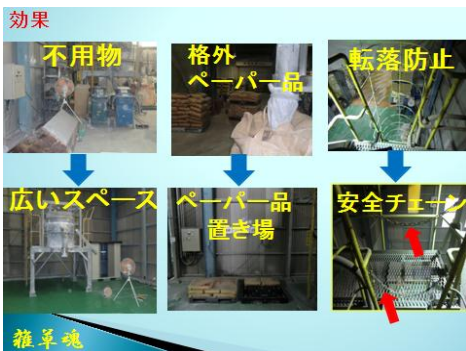 効果
不用物
格外
ペーパー品
転落防止
広いスペース
ペーパー品
置き場
安全チェーン
雑草魂